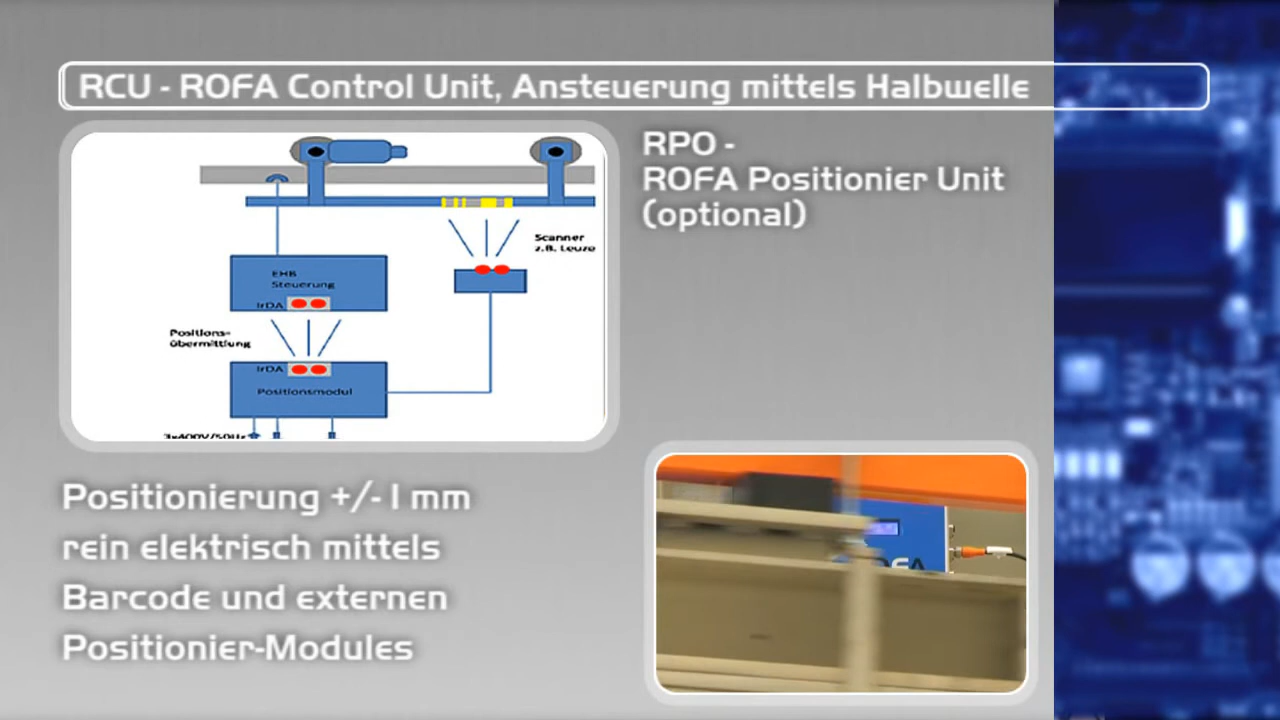 RCU - ROFA Control Unit, Ansteuerung mittels Halbwelle
RPO -
ROFA Positionier Unit
(optional)
Scanner
z.B. Leuze
EHB
Steuerung
IrDA
Positions-
übermittlung
IrDA
Positionsmodul
3x400V/50Hz
Positionierung +/- 1 mm
rein elektrisch mittels
Barcode und externen
Positionier-Modules